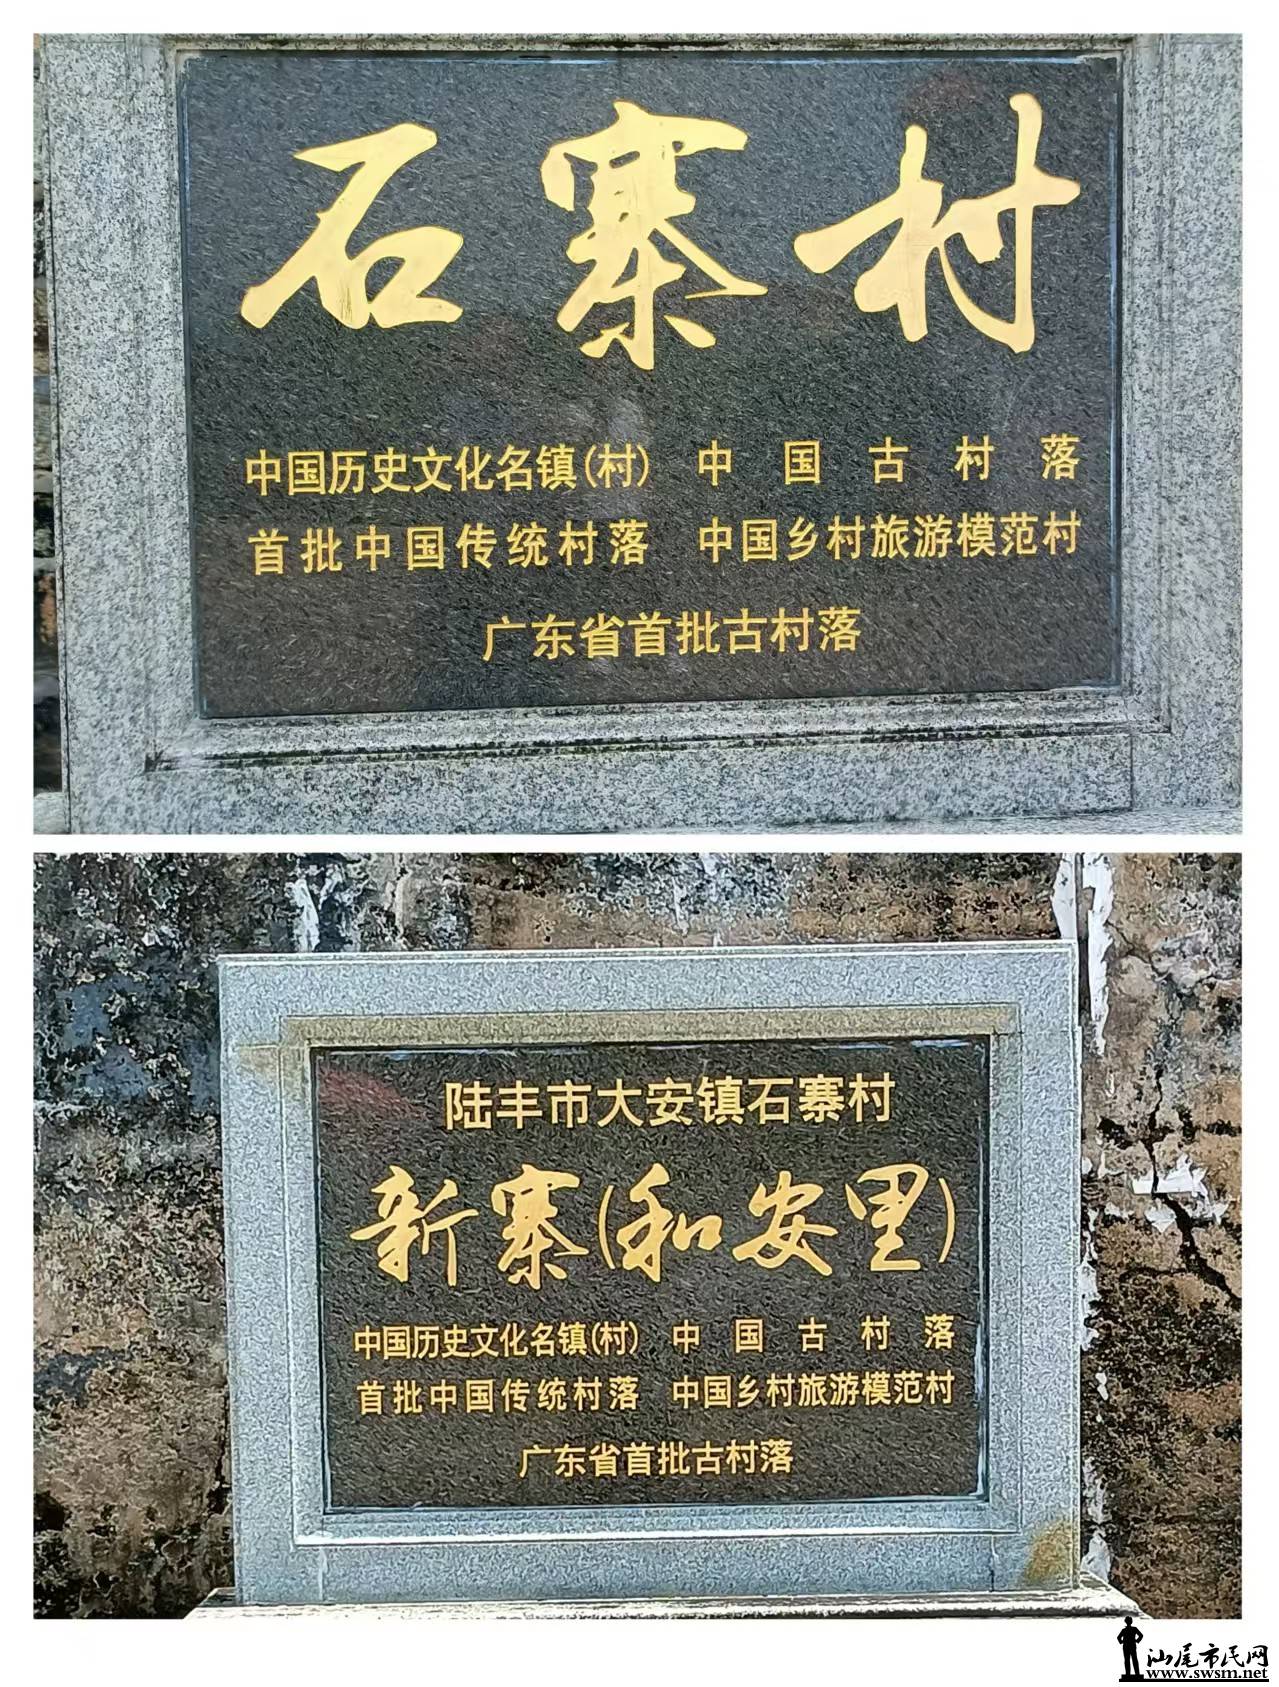 石寨村
中国历史文化名镇(村) 中国古村落
首批中国传统村落 中国乡村旅游模范村
广东省首批古村落
陆丰市大安镇石寨村
新寨(和安里)
中国历史文化名镇(村) 中国古村落
首批中国传统村落 中国乡村旅游模范村
广东省首批古村落
汕尾市民网
www.swsm.net